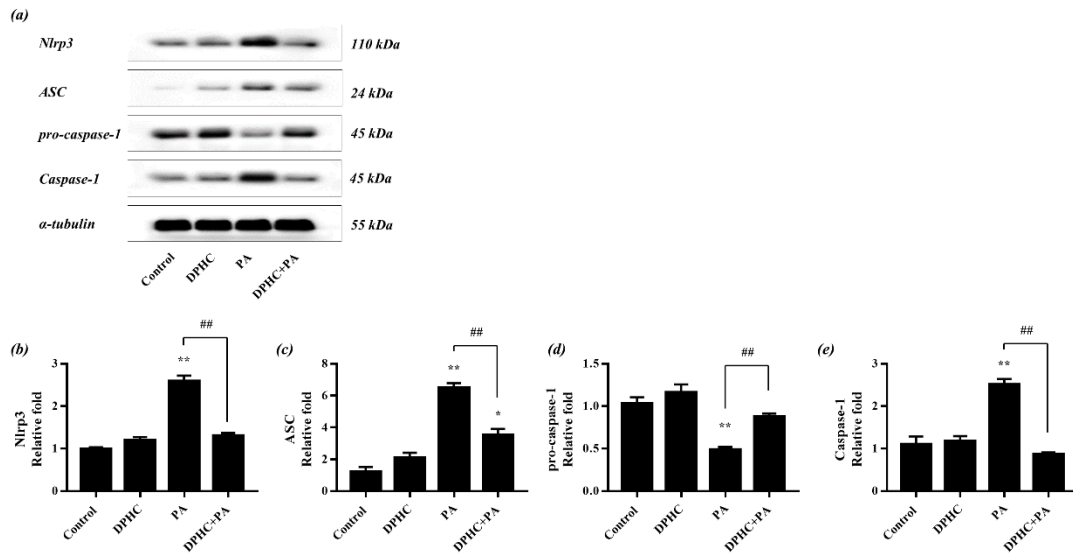 (a)
Nlrp3 110 kDa
ASC 24 kDa
pro-caspase-1 45 kDa
Caspase-1 45 kDa
α-tubulin 55 kDa
Control DPHC PA DPHC+PA
(b)
Nlrp3
Relative fold
3
2
1
0
**
##
Control DPHC PA DPHC+PA
(c)
ASC
Relative fold
8
6
4
2
0
**
##
*
Control DPHC PA DPHC+PA
(d)
pro-caspase-1
Relative fold
1.5
1.0
0.5
0.0
**
##
Control DPHC PA DPHC+PA
(e)
Caspase-1
Relative fold
3
2
1
0
**
##
Control DPHC PA DPHC+PA